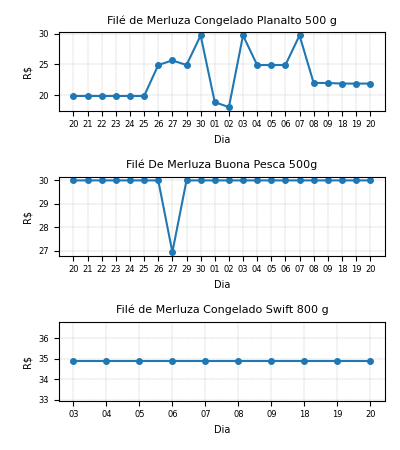 Filé de Merluza Congelado Planalto 500 g
R$
30
25
20
20 21 22 23 24 25 26 27 29 30 01 02 03 04 05 06 07 08 09 18 19 20
Dia
Filé De Merluza Buona Pesca 500g
R$
30
29
28
27
20 21 22 23 24 25 26 27 29 30 01 02 03 04 05 06 07 08 09 18 19 20
Dia
Filé de Merluza Congelado Swift 800 g
R$
36
35
34
33
03 04 05 06 07 08 09 18 19 20
Dia